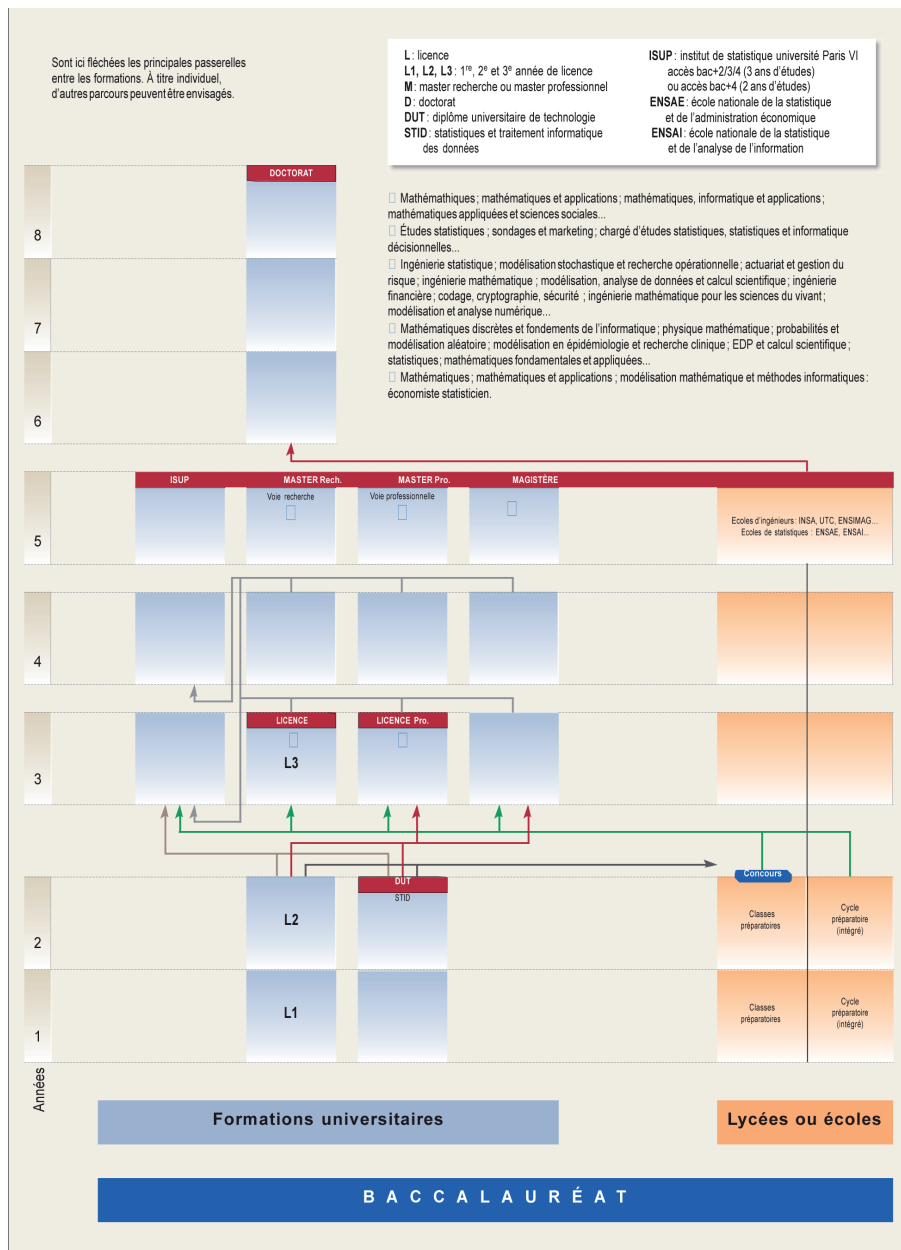 Sont ici fléchées les principales passerelles
entre les formations. À titre individuel,
d'autres parcours peuvent être envisagés.
L : licence
L1, L2, L3 : 1re, 2e et 3e année de licence
M : master recherche ou master professionnel
D : doctorat
DUT : diplôme universitaire de technologie
STID : statistiques et traitement informatique
des données
ISUP : institut de statistique université Paris VI
accès bac+2/3/4 (3 ans d'études)
ou accès bac+4 (2 ans d'études)
ENSAE : école nationale de la statistique
et de l'administration économique
ENSAI : école nationale de la statistique
et de l'analyse de l'information
Mathémathiques ; mathématiques et applications ; mathématiques, informatique et applications ;
mathématiques appliquées et sciences sociales...
Études statistiques ; sondages et marketing ; chargé d'études statistiques, statistiques et informatique
décisionnelles...
Ingénierie statistique ; modélisation stochastique et recherche opérationnelle ; actuariat et gestion du
risque ; ingénierie mathématique ; modélisation, analyse de données et calcul scientifique ; ingénierie
financière ; codage, cryptographie, sécurité ; ingénierie mathématique pour les sciences du vivant ;
modélisation et analyse numérique...
Mathématiques discrètes et fondements de l'informatique ; physique mathématique ; probabilités et
modélisation aléatoire ; modélisation en épidémiologie et recherche clinique ; EDP et calcul scientifique ;
statistiques ; mathématiques fondamentales et appliquées...
Mathématiques ; mathématiques et applications ; modélisation mathématique et méthodes informatiques :
économiste statisticien.
DOCTORAT
8
7
6
ISUP
MASTER Rech.
MASTER Pro.
MAGISTÈRE
Voie recherche
Voie professionnelle
Ecoles d'ingénieurs : INSA, UTC, ENSIMAG...
Ecoles de statistiques : ENSAE, ENSAI...
5
4
LICENCE
LICENCE Pro.
L3
3
Concours
DUT
STID
L2
Classes
préparatoires
Cycle
préparatoire
(intégré)
2
L1
Classes
préparatoires
Cycle
préparatoire
(intégré)
1
Années
Formations universitaires
Lycées ou écoles
BACCALAURÉAT